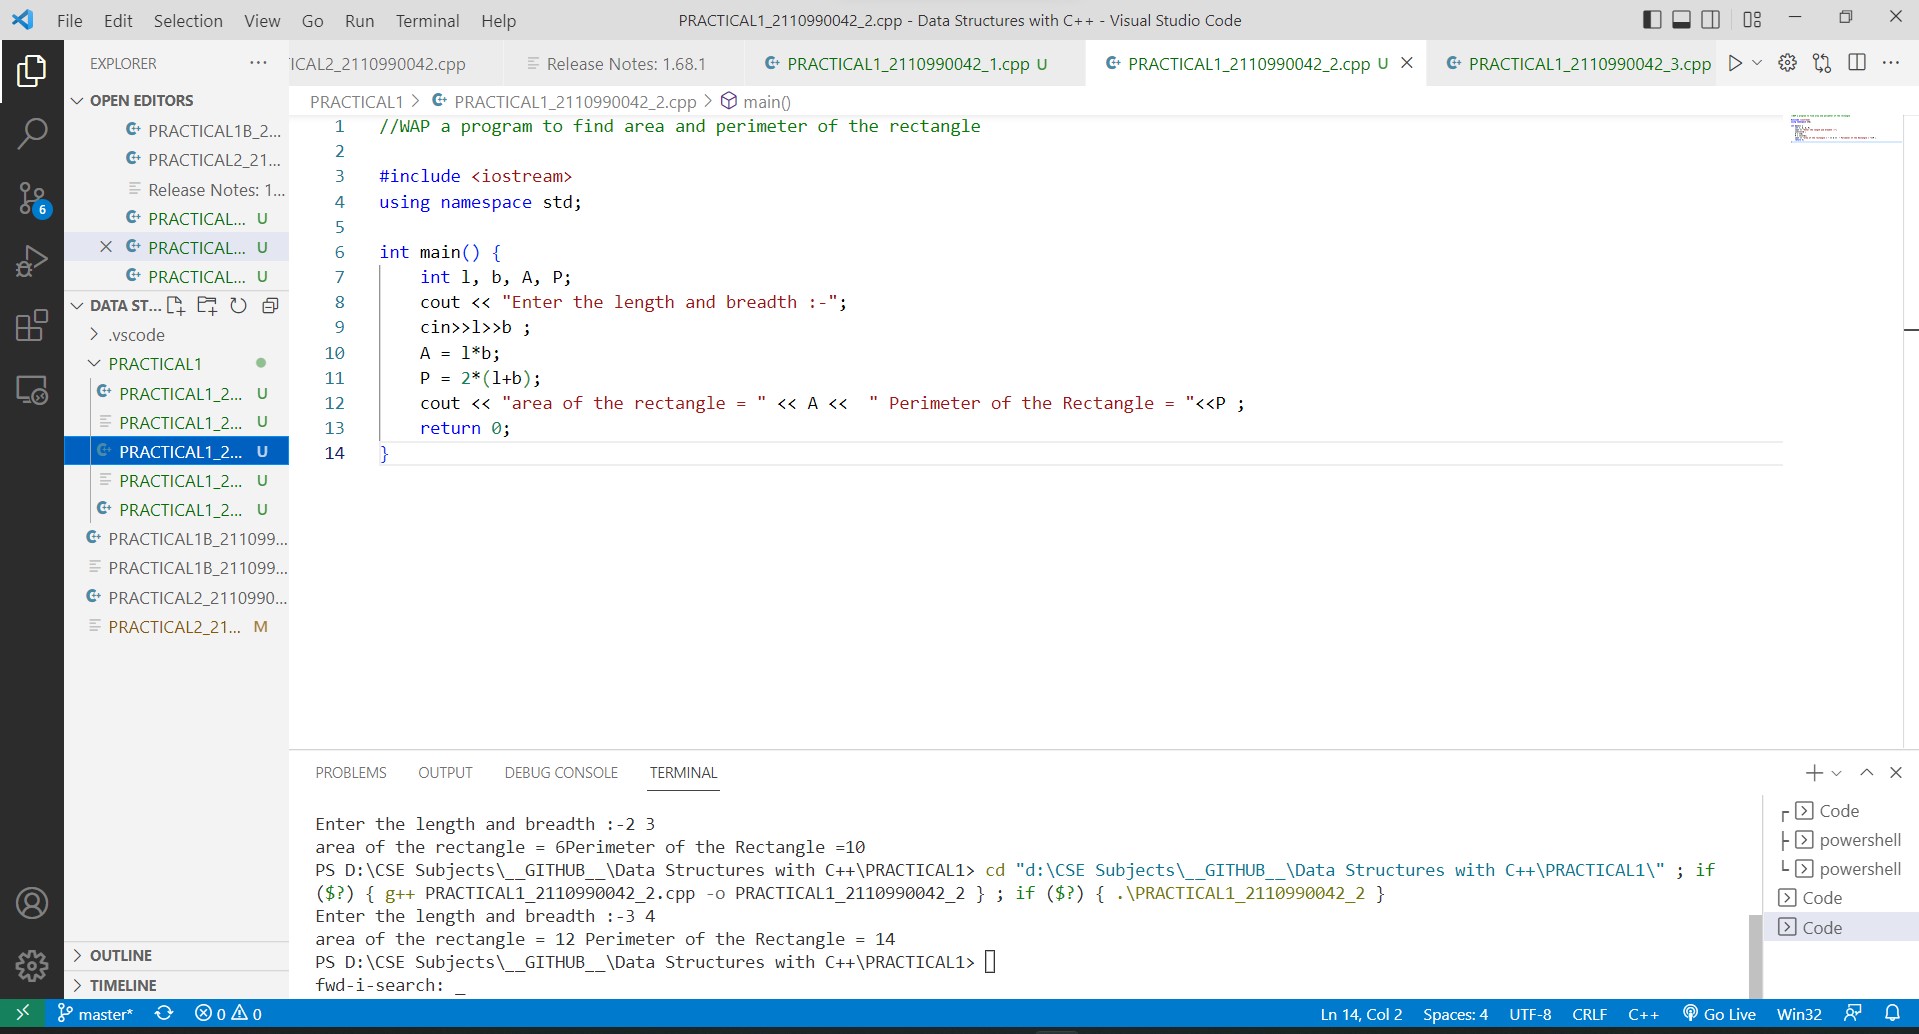 File Edit Selection View Go Run Terminal Help PRACTICAL1_2110990042_2.cpp - Data Structures with C++ - Visual Studio Code
EXPLORER ···
ICAL2_2110990042.cpp Release Notes: 1.68.1 PRACTICAL1_2110990042_1.cpp U PRACTICAL1_2110990042_2.cpp U PRACTICAL1_2110990042_3.cpp
PRACTICAL1 > PRACTICAL1_2110990042_2.cpp > main()
OPEN EDITORS
PRACTICAL1B_2...
PRACTICAL2_21...
Release Notes: 1...
PRACTICAL... U
PRACTICAL... U
PRACTICAL... U
DATA ST...
.vscode
PRACTICAL1
PRACTICAL1_2... U
PRACTICAL1_2... U
PRACTICAL1_2... U
PRACTICAL1_2... U
PRACTICAL1_2... U
PRACTICAL1B_211099...
PRACTICAL1B_211099...
PRACTICAL2_2110990...
PRACTICAL2_21... M
OUTLINE
TIMELINE
6
1 //WAP a program to find area and perimeter of the rectangle
2
3 #include <iostream>
4 using namespace std;
5
6 int main() {
7 int l, b, A, P;
8 cout << "Enter the length and breadth :-";
9 cin>>l>>b ;
10 A = l*b;
11 P = 2*(l+b);
12 cout << "area of the rectangle = " << A <<  " Perimeter of the Rectangle = "<<P ;
13 return 0;
14 }
PROBLEMS OUTPUT DEBUG CONSOLE TERMINAL
Enter the length and breadth :-2 3
area of the rectangle = 6Perimeter of the Rectangle =10
PS D:\CSE Subjects\__GITHUB__\Data Structures with C++\PRACTICAL1> cd "d:\CSE Subjects\__GITHUB__\Data Structures with C++\PRACTICAL1\" ; if
($?) { g++ PRACTICAL1_2110990042_2.cpp -o PRACTICAL1_2110990042_2 } ; if ($?) { .\PRACTICAL1_2110990042_2 }
Enter the length and breadth :-3 4
area of the rectangle = 12 Perimeter of the Rectangle = 14
PS D:\CSE Subjects\__GITHUB__\Data Structures with C++\PRACTICAL1>
fwd-i-search: _
Code
powershell
powershell
Code
Code
master* 0 0 Ln 14, Col 2 Spaces: 4 UTF-8 CRLF C++ Go Live Win32